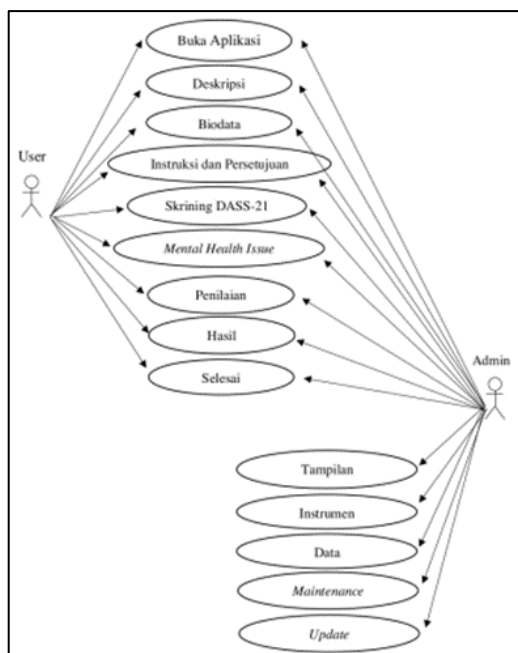 Buka Aplikasi
Deskripsi
Biodata
User
Instruksi dan Persetujuan
Skrining DASS-21
Mental Health Issue
Penilaian
Hasil
Admin
Selesai
Tampilan
Instrumen
Data
Maintenance
Update